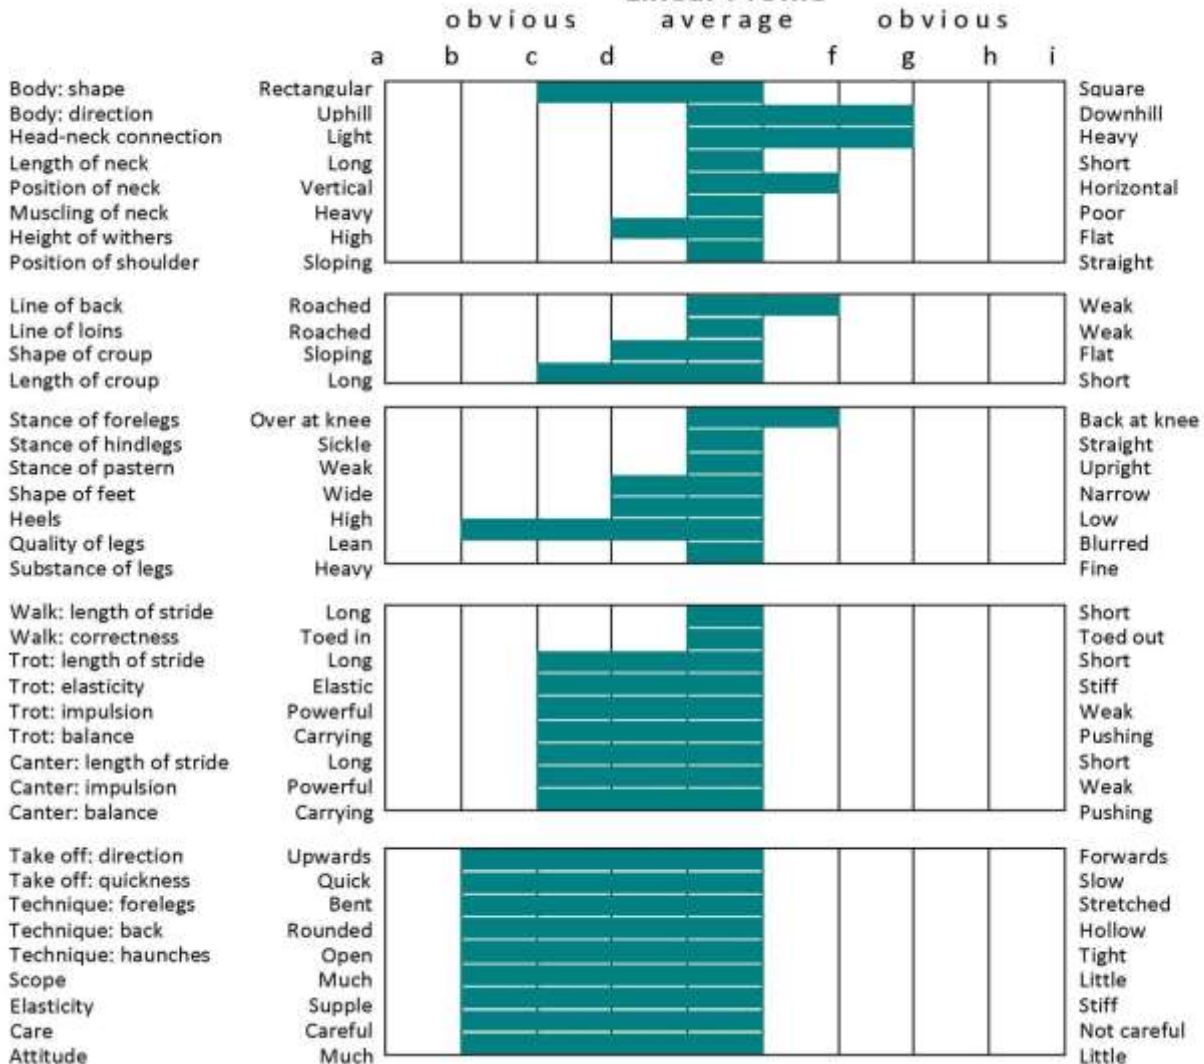 obvious average obvious
a b c d e f g h i
Body: shape Rectangular Square
Body: direction Uphill Downhill
Head-neck connection Light Heavy
Length of neck Long Short
Position of neck Vertical Horizontal
Muscling of neck Heavy Poor
Height of withers High Flat
Position of shoulder Sloping Straight
Line of back Roached Weak
Line of loins Roached Weak
Shape of croup Sloping Flat
Length of croup Long Short
Stance of forelegs Over at knee Back at knee
Stance of hindlegs Sickle Straight
Stance of pastern Weak Upright
Shape of feet Wide Narrow
Heels High Low
Quality of legs Lean Blurred
Substance of legs Heavy Fine
Walk: length of stride Long Short
Walk: correctness Toed in Toed out
Trot: length of stride Long Short
Trot: elasticity Elastic Stiff
Trot: impulsion Powerful Weak
Trot: balance Carrying Pushing
Canter: length of stride Long Short
Canter: impulsion Powerful Weak
Canter: balance Carrying Pushing
Take off: direction Upwards Forwards
Take off: quickness Quick Slow
Technique: forelegs Bent Stretched
Technique: back Rounded Hollow
Technique: haunches Open Tight
Scope Much Little
Elasticity Supple Stiff
Care Careful Not careful
Attitude Much Little